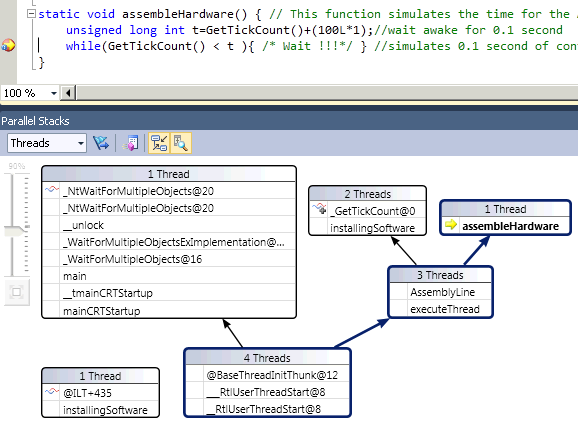 static void assembleHardware() { // This function simulates the time for the
unsigned long int t=GetTickCount()+(100L*1);//wait awake for 0.1 second
while(GetTickCount() < t ){ /* Wait !!!*/ } //simulates 0.1 second of con
}
100 %
Parallel Stacks
Threads
90%
1 Thread
_NtWaitForMultipleObjects@20
_NtWaitForMultipleObjects@20
__unlock
_WaitForMultipleObjectsExImplementation@...
_WaitForMultipleObjects@16
main
__tmainCRTStartup
mainCRTStartup
2 Threads
_GetTickCount@0
installingSoftware
1 Thread
assembleHardware
3 Threads
AssemblyLine
executeThread
4 Threads
@BaseThreadInitThunk@12
___RtlUserThreadStart@8
__RtlUserThreadStart@8
1 Thread
@ILT+435
installingSoftware